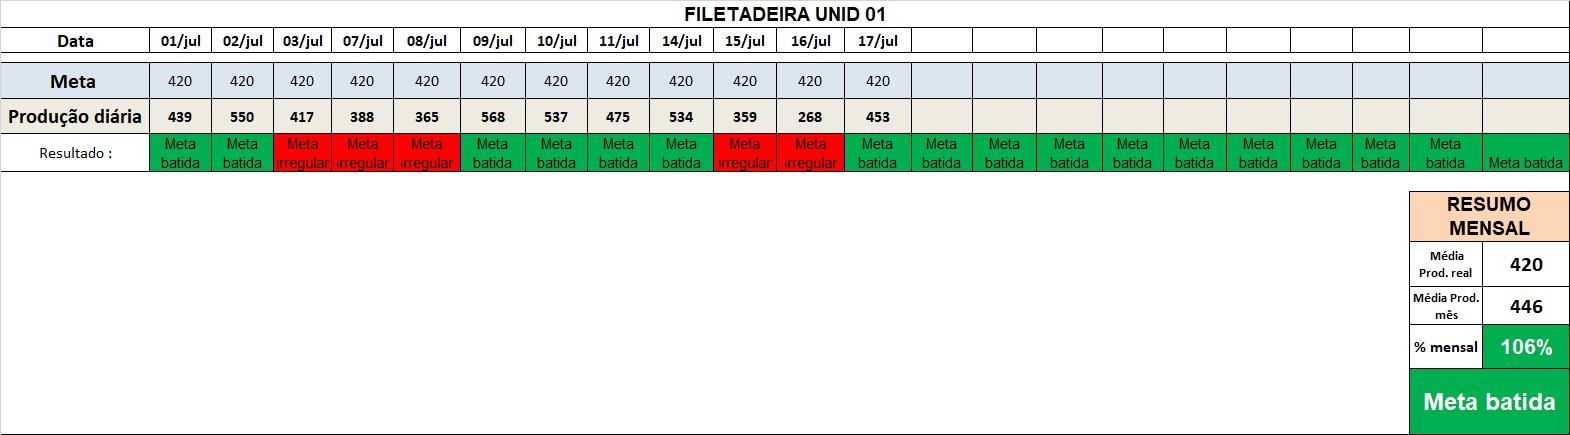 FILETADEIRA UNID 01
Data 01/jul 02/jul 03/jul 07/jul 08/jul 09/jul 10/jul 11/jul 14/jul 15/jul 16/jul 17/jul
Meta 420 420 420 420 420 420 420 420 420 420 420 420
Produção diária 439 550 417 388 365 568 537 475 534 359 268 453
Resultado : Meta batida Meta batida Meta irregular Meta irregular Meta irregular Meta batida Meta batida Meta batida Meta batida Meta irregular Meta irregular Meta batida Meta batida Meta batida Meta batida Meta batida Meta batida Meta batida Meta batida Meta batida Meta batida Meta batida
RESUMO
MENSAL
Média
Prod. real 420
Média Prod.
mês 446
% mensal 106%
Meta batida